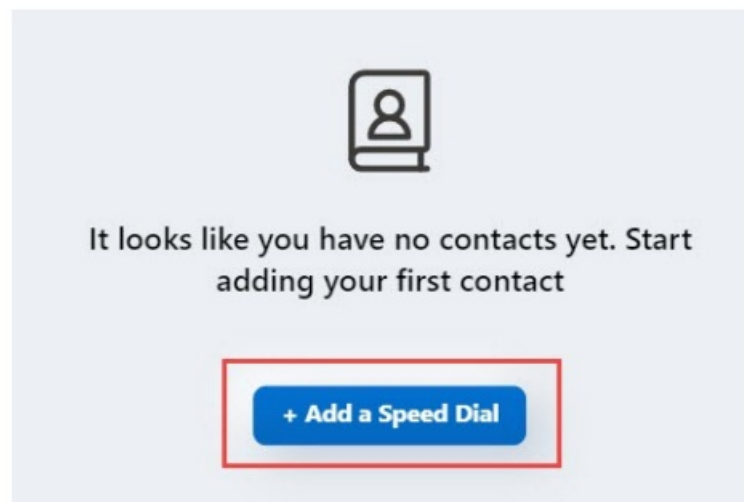 It looks like you have no contacts yet. Start
adding your first contact
+ Add a Speed Dial